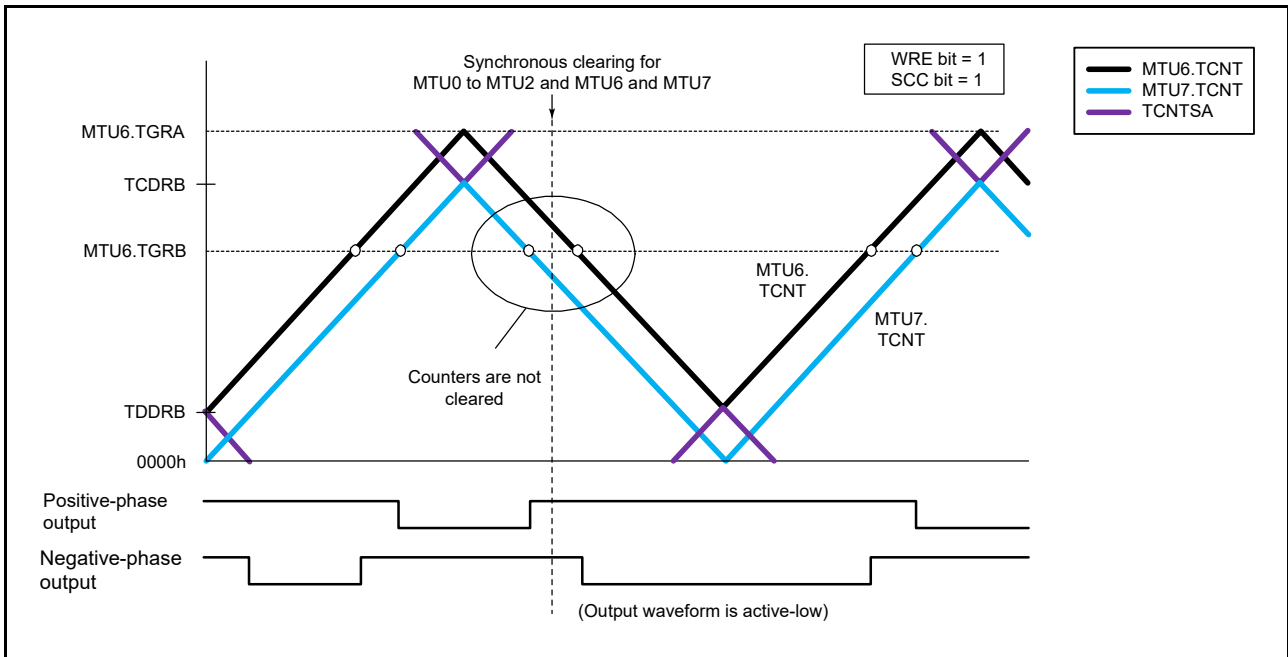 Synchronous clearing for
MTU0 to MTU2 and MTU6 and MTU7
WRE bit = 1
SCC bit = 1
MTU6.TCNT
MTU7.TCNT
TCNTSA
MTU6.TGRA
TCDRB
MTU6.TGRB
MTU6.
TCNT
MTU7.
TCNT
Counters are not
cleared
TDDRB
0000h
Positive-phase
output
Negative-phase
output
(Output waveform is active-low)